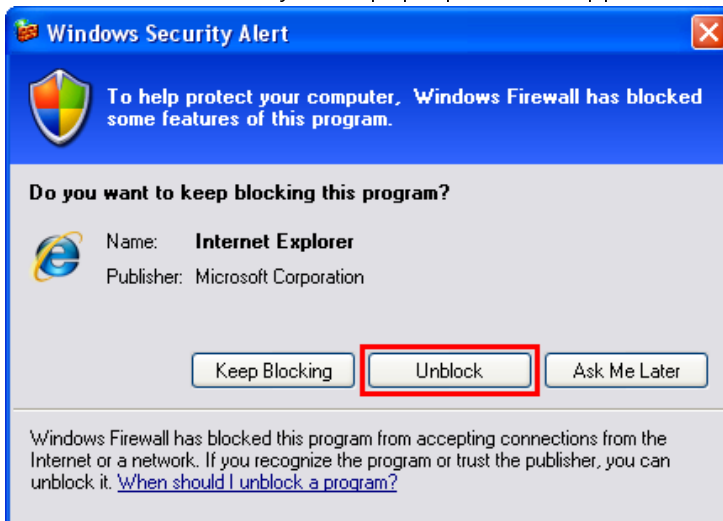 Windows Security Alert
To help protect your computer, Windows Firewall has blocked
some features of this program.
Do you want to keep blocking this program?
Name: Internet Explorer
Publisher: Microsoft Corporation
Keep Blocking Unblock Ask Me Later
Windows Firewall has blocked this program from accepting connections from the
Internet or a network. If you recognize the program or trust the publisher, you can
unblock it. When should I unblock a program?